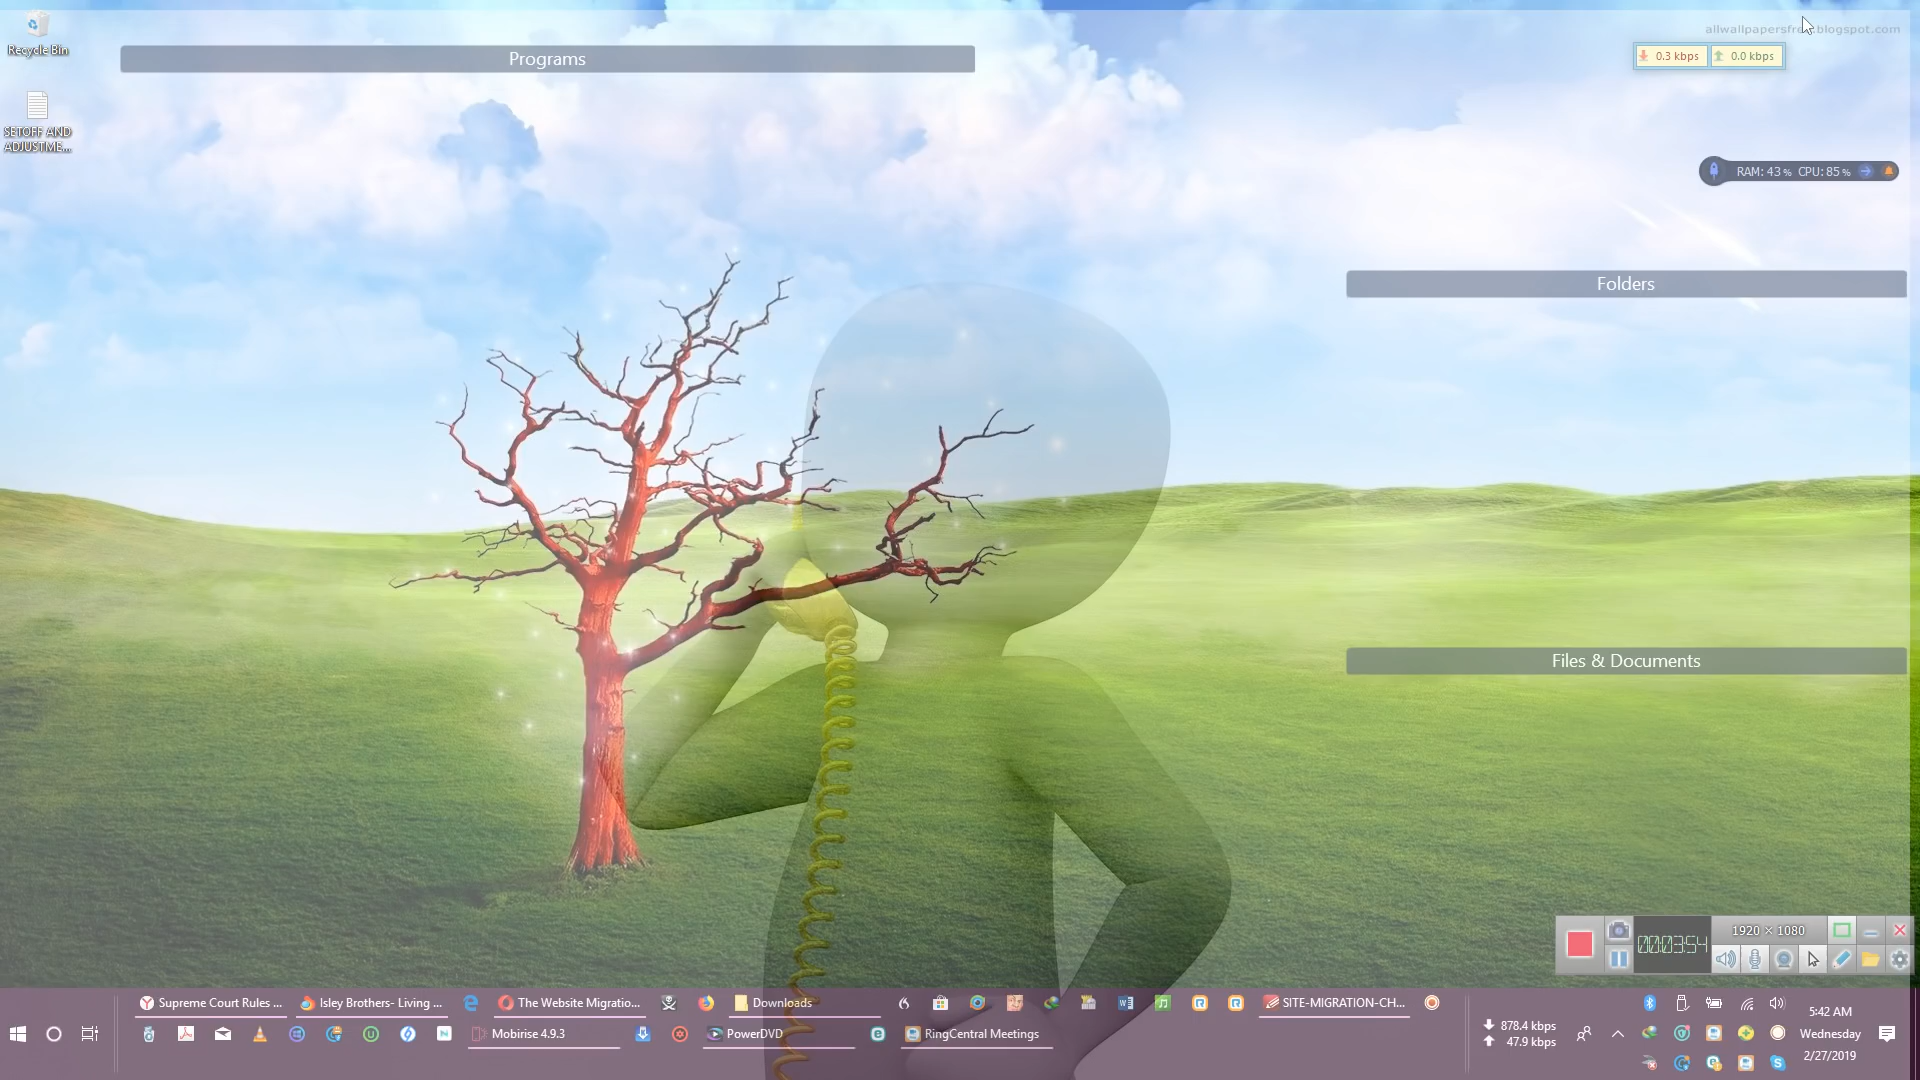 allwallpapersfree.blogspot.com
Recycle Bin
Programs
0.3 kbps
0.0 kbps
SETOFF AND
ADJUSTME...
RAM: 43 % CPU: 85 %
Folders
Files & Documents
1920 × 1080
00:03:54
Supreme Court Rules ...
Isley Brothers- Living ...
The Website Migratio...
Downloads
SITE-MIGRATION-CH...
Mobirise 4.9.3
PowerDVD
RingCentral Meetings
878.4 kbps
47.9 kbps
5:42 AM
Wednesday
2/27/2019